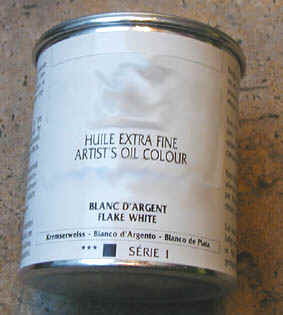 HUILE EXTRA FINE
ARTIST'S OIL COLOUR
BLANC D'ARGENT
FLAKE WHITE
Kremserweiss - Bianco d'Argento - Blanco de Plata
*** ■ SÉRIE 1